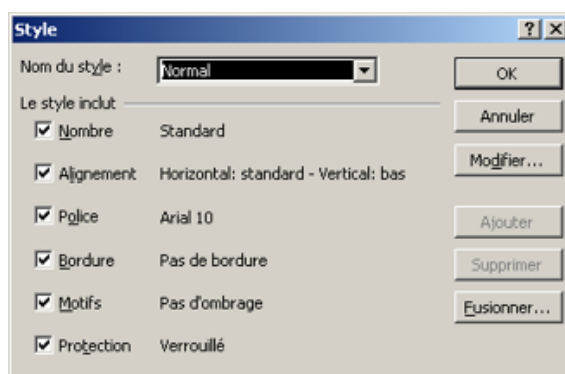 Style
Nom du style : Normal
OK
Le style inclut
Annuler
Nombre Standard
Modifier...
Alignement Horizontal: standard - Vertical: bas
Police Arial 10
Ajouter
Bordure Pas de bordure
Supprimer
Motifs Pas d'ombrage
Fusionner...
Protection Verrouillé